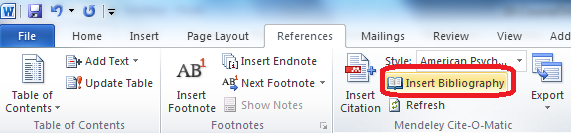 W
File Home Insert Page Layout References Mailings Review View
Table of Contents
Add Text
Update Table
Table of Contents
AB1
Insert Footnote
Insert Endnote
AB1 Next Footnote
Show Notes
Footnotes
Insert Citation
Style: American Psych...
Insert Bibliography
Refresh
Export
Mendeley Cite-O-Matic